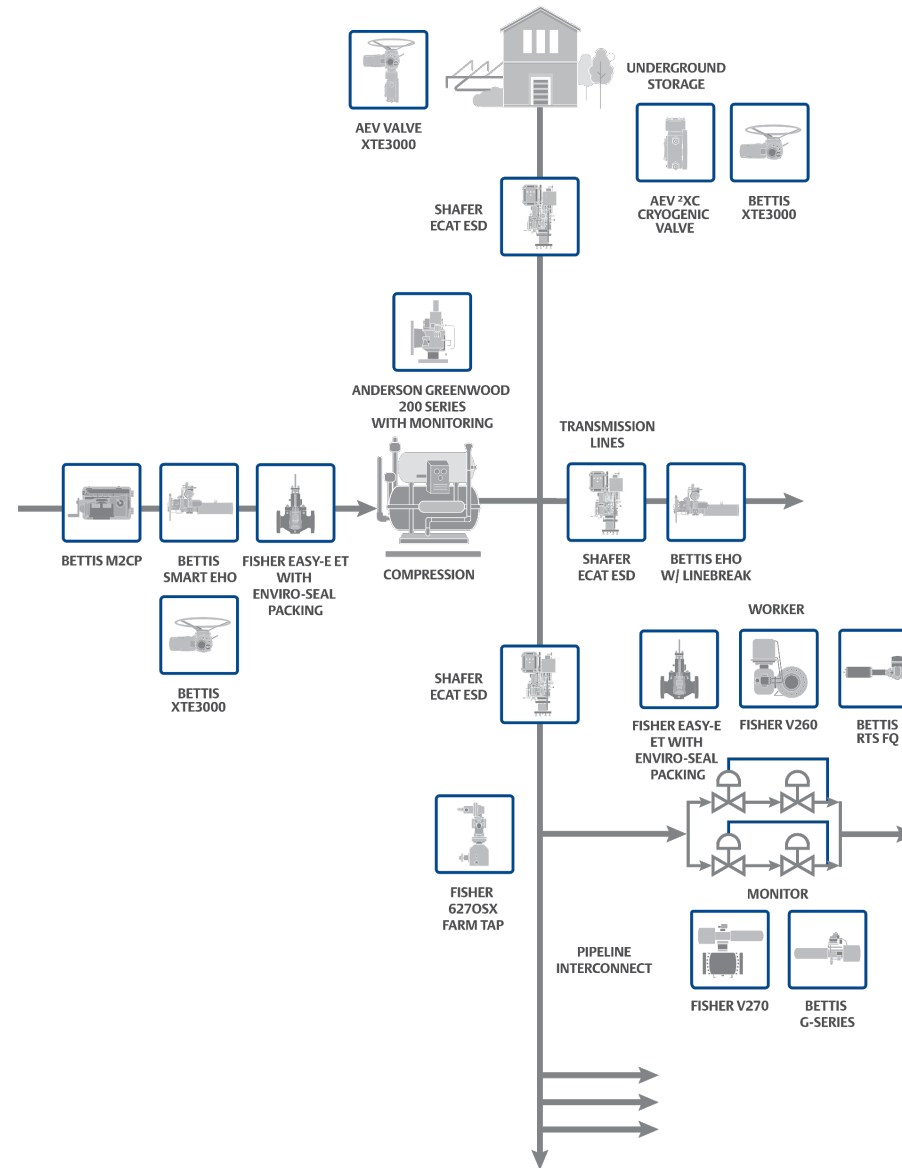 UNDERGROUND
STORAGE
AEV VALVE
XTE3000
AEV ²XC
CRYOGENIC
VALVE
BETTIS
XTE3000
SHAFER
ECAT ESD
ANDERSON GREENWOOD
200 SERIES
WITH MONITORING
TRANSMISSION
LINES
BETTIS M2CP
BETTIS
SMART EHO
FISHER EASY-E ET
WITH
ENVIRO-SEAL
PACKING
COMPRESSION
SHAFER
ECAT ESD
BETTIS EHO
W/ LINEBREAK
BETTIS
XTE3000
WORKER
SHAFER
ECAT ESD
FISHER EASY-E
ET WITH
ENVIRO-SEAL
PACKING
FISHER V260
BETTIS
RTS FQ
FISHER
627OSX
FARM TAP
MONITOR
PIPELINE
INTERCONNECT
FISHER V270
BETTIS
G-SERIES